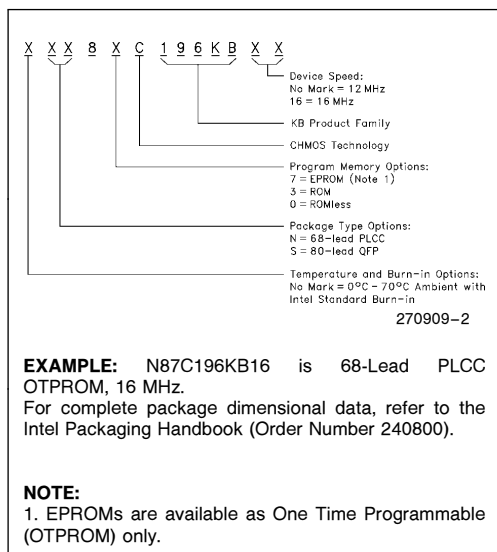 X XX 8 X C 196KB XX
Device Speed:
No Mark = 12 MHz
16 = 16 MHz
KB Product Family
CHMOS Technology
Program Memory Options:
7 = EPROM (Note 1)
3 = ROM
0 = ROMless
Package Type Options:
N = 68-lead PLCC
S = 80-lead QFP
Temperature and Burn-in Options:
No Mark = 0°C - 70°C Ambient with
Intel Standard Burn-in
270909-2
EXAMPLE: N87C196KB16 is 68-Lead PLCC
OTPROM, 16 MHz.
For complete package dimensional data, refer to the
Intel Packaging Handbook (Order Number 240800).
NOTE:
1. EPROMs are available as One Time Programmable
(OTPROM) only.